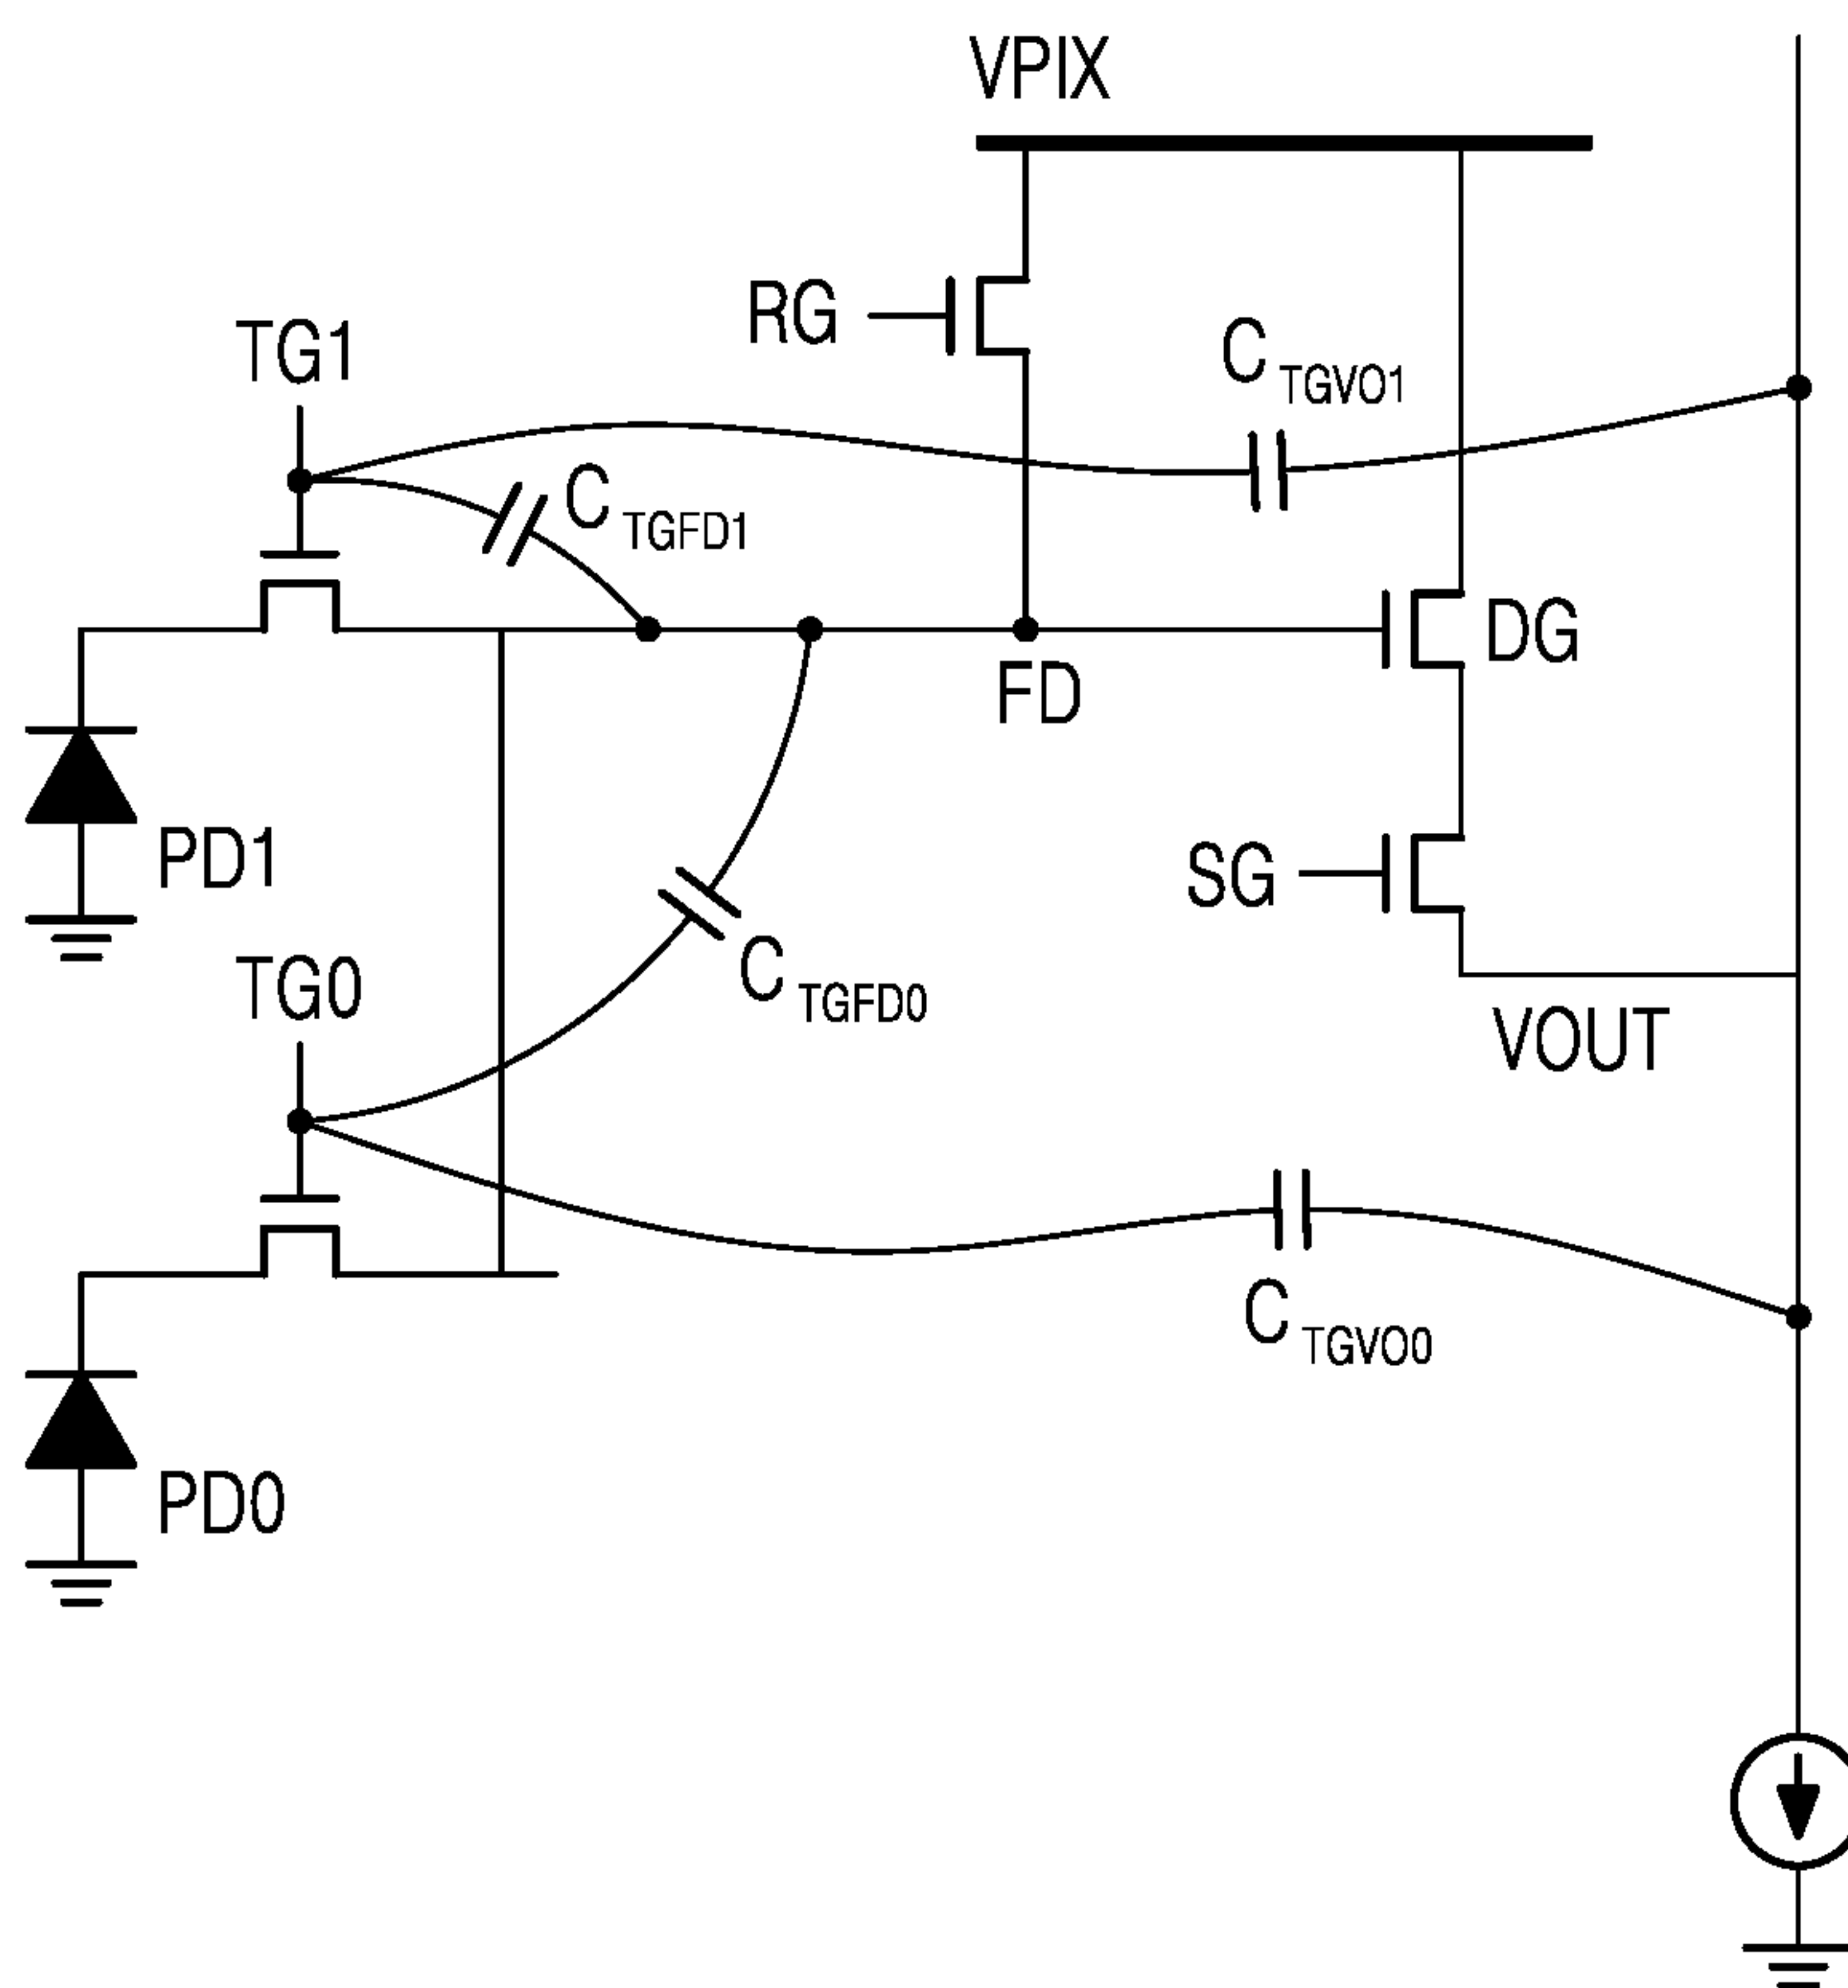 VPIX
RG
TG1
C TGVO1
C TGFD1
DG
FD
PD1
SG
TG0
C TGFD0
VOUT
C TGVO0
PD0